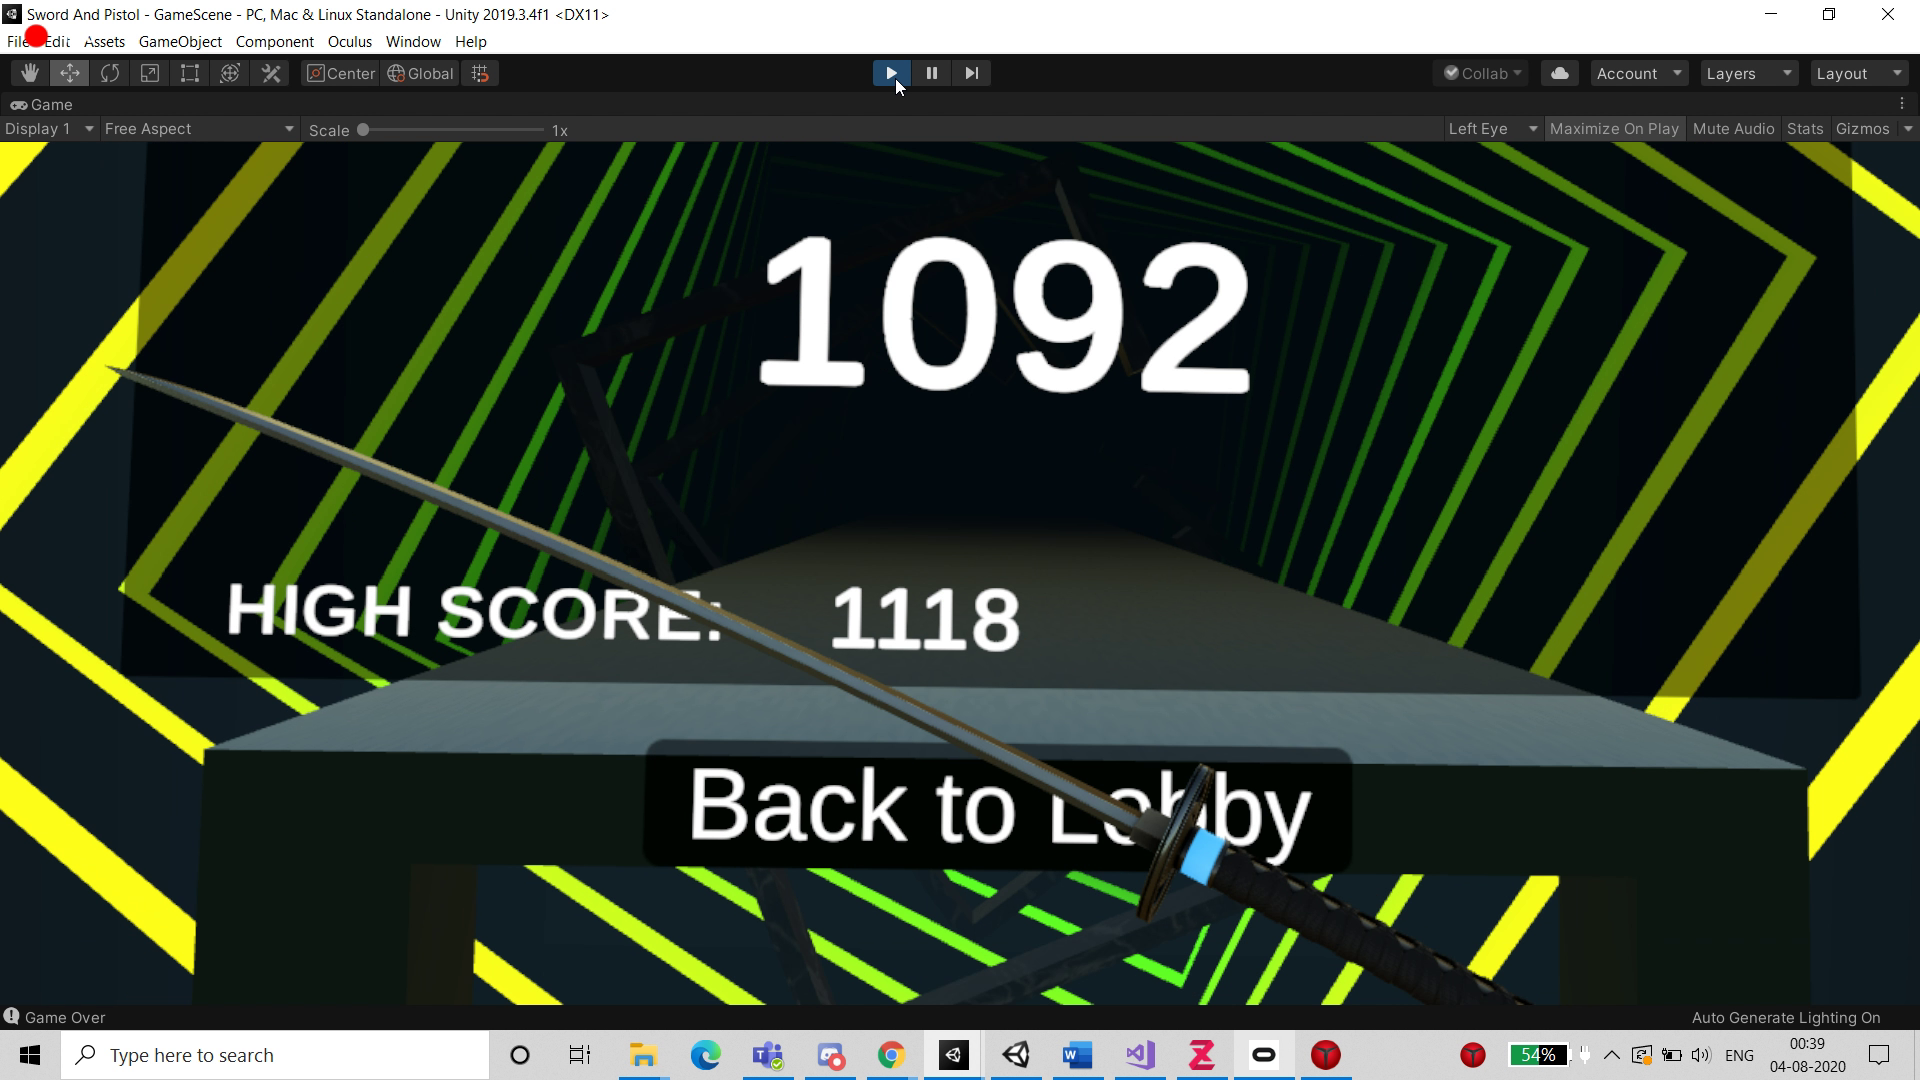 Sword And Pistol - GameScene - PC, Mac & Linux Standalone - Unity 2019.3.4f1 <DX11>
File Edit Assets GameObject Component Oculus Window Help
Center Global Collab Account Layers Layout
Game
Display 1 Free Aspect Scale 1x Left Eye Maximize On Play Mute Audio Stats Gizmos
1092
HIGH SCORE: 1118
Back to Lobby
Game Over Auto Generate Lighting On
Type here to search 54% ENG 00:39
04-08-2020